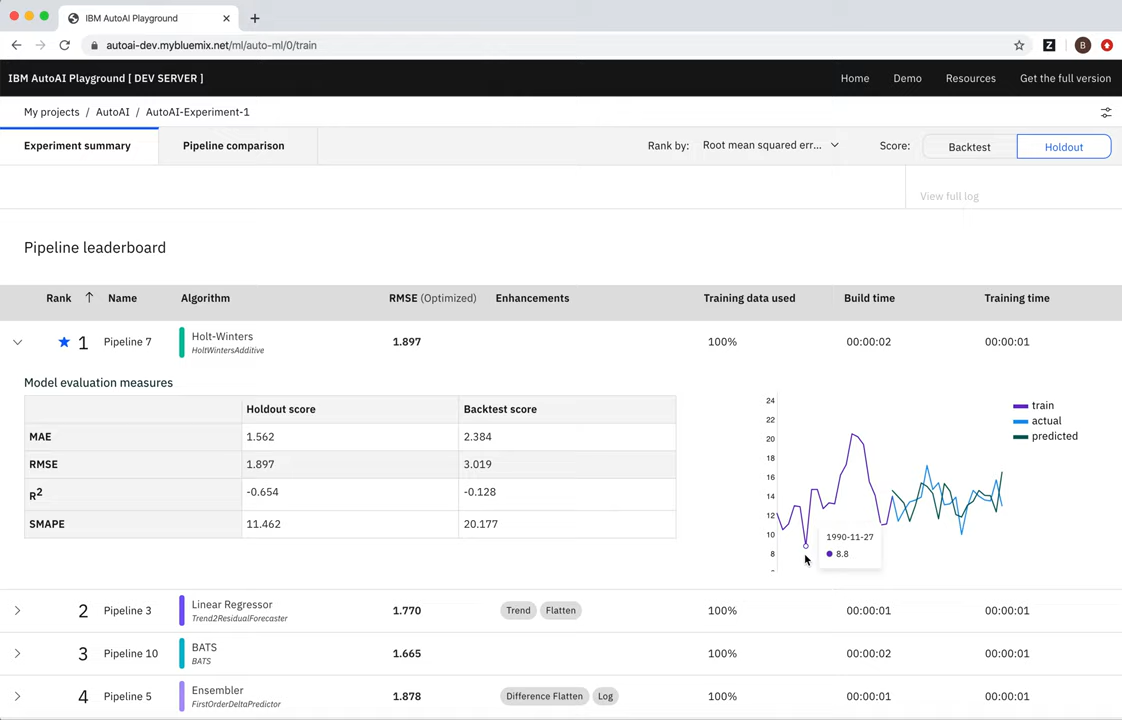 IBM AutoAI Playground
autoai-dev.mybluemix.net/ml/auto-ml/0/train
Z
B
IBM AutoAI Playground [ DEV SERVER ]
Home Demo Resources Get the full version
My projects / AutoAI / AutoAI-Experiment-1
Experiment summary Pipeline comparison Rank by: Root mean squared err... Score: Backtest Holdout
View full log
Pipeline leaderboard
Rank Name Algorithm RMSE (Optimized) Enhancements Training data used Build time Training time
1 Pipeline 7 Holt-Winters 1.897 100% 00:00:02 00:00:01
HoltWintersAdditive
Model evaluation measures
Holdout score Backtest score
MAE 1.562 2.384
RMSE 1.897 3.019
R2 -0.654 -0.128
SMAPE 11.462 20.177
24
22
20
18
16
14
12
10
8
train
actual
predicted
1990-11-27
8.8
2 Pipeline 3 Linear Regressor 1.770 Trend Flatten 100% 00:00:01 00:00:01
Trend2ResidualForecaster
3 Pipeline 10 BATS 1.665 100% 00:00:02 00:00:01
BATS
4 Pipeline 5 Ensembler 1.878 Difference Flatten Log 100% 00:00:01 00:00:01
FirstOrderDeltaPredictor